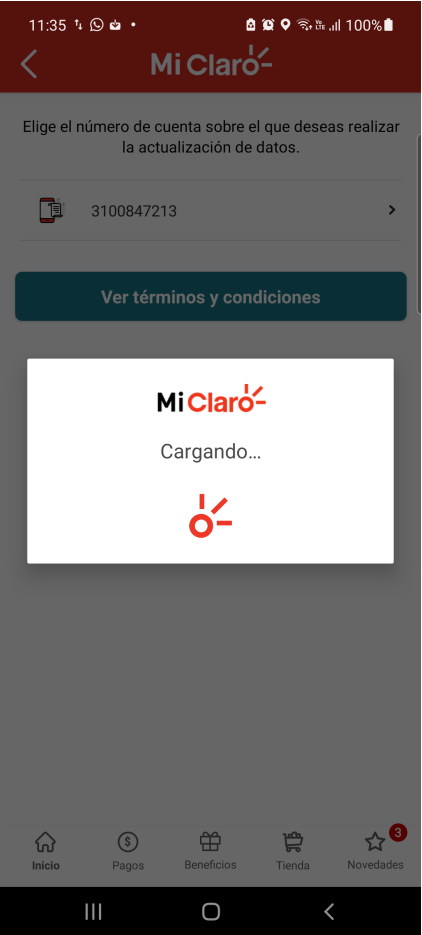 11:35
100%
Mi Claro
Elige el número de cuenta sobre el que deseas realizar
la actualización de datos.
3100847213
Ver términos y condiciones
Mi Claro
Cargando...
3
Inicio
Pagos
Beneficios
Tienda
Novedades